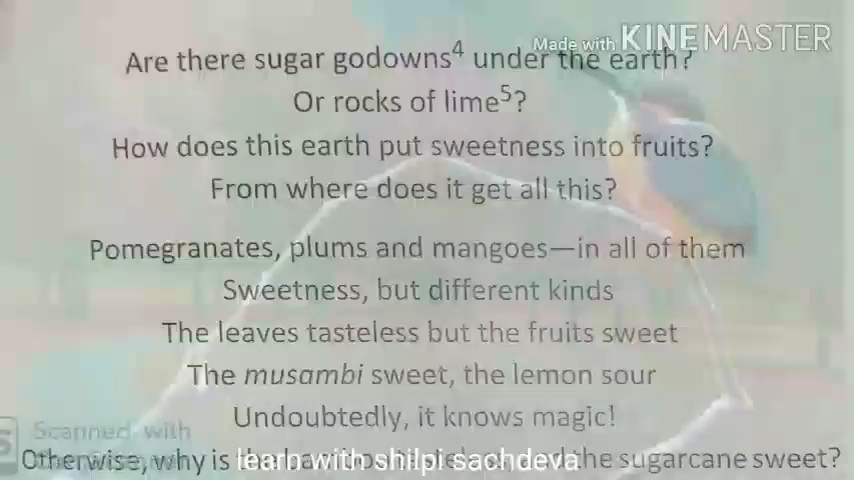 Made with KINEMASTER
Are there sugar godowns⁴ under the earth?
Or rocks of lime⁵?
How does this earth put sweetness into fruits?
From where does it get all this?
Pomegranates, plums and mangoes—in all of them
Sweetness, but different kinds
The leaves tasteless but the fruits sweet
The musambi sweet, the lemon sour
Undoubtedly, it knows magic!
Scanned with
Otherwise, why is the sugarcane sweet?
learn with shilpi sachdeva